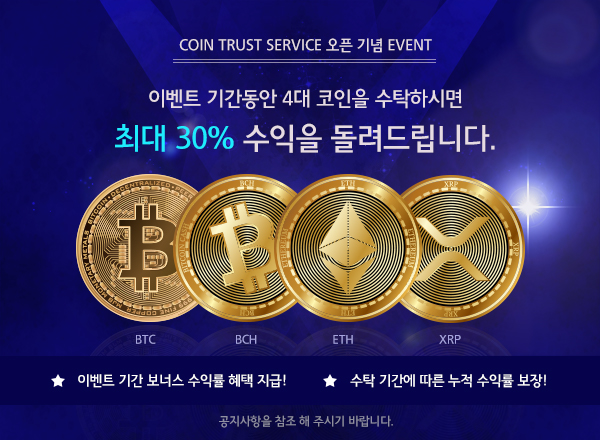 COIN TRUST SERVICE 오픈 기념 EVENT
이벤트 기간동안 4대 코인을 수탁하시면
최대 30% 수익을 돌려드립니다.
BCH
ETH
XRP
BTC
BCH
ETH
XRP
이벤트 기간 보너스 수익률 혜택 지급!
수탁 기간에 따른 누적 수익률 보장!
공지사항을 참조 해 주시기 바랍니다.